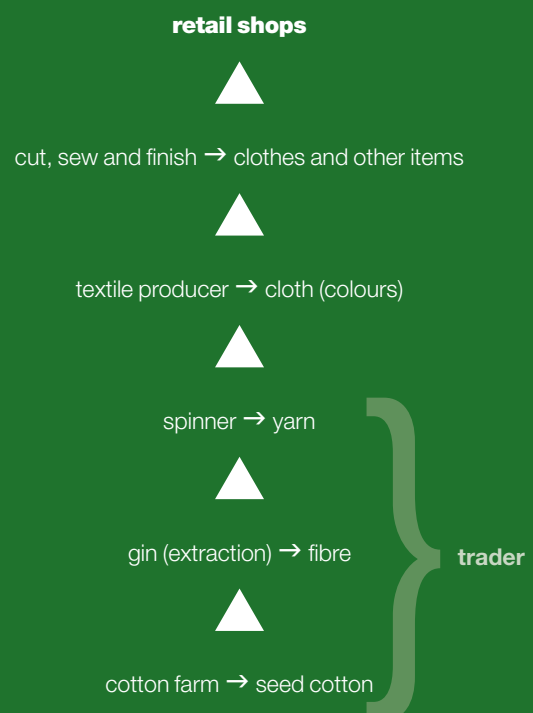 retail shops
cut, sew and finish → clothes and other items
textile producer → cloth (colours)
spinner → yarn
gin (extraction) → fibre
trader
cotton farm → seed cotton